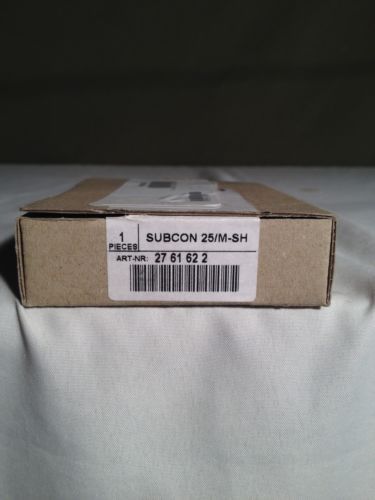 1 PIECES SUBCON 25/M-SH
ART-NR: 27 61 62 2